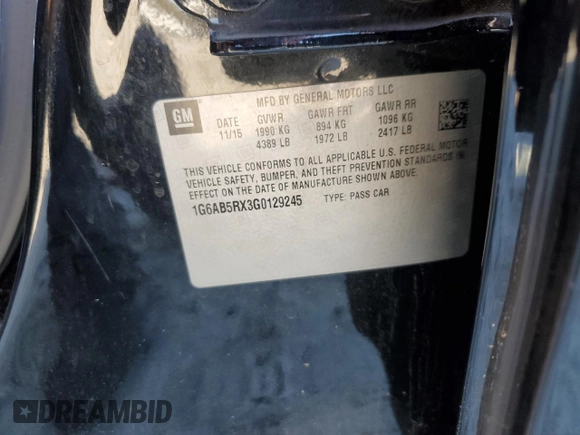 GM
MFD BY GENERAL MOTORS LLC
DATE GVWR GAWR FRT GAWR RR
11/15 1990 KG 894 KG 1096 KG
4389 LB 1972 LB 2417 LB
THIS VEHICLE CONFORMS TO ALL APPLICABLE U.S. FEDERAL MOTOR
VEHICLE SAFETY, BUMPER, AND THEFT PREVENTION STANDARDS IN
EFFECT ON THE DATE OF MANUFACTURE SHOWN ABOVE.
1G6AB5RX3G0129245 TYPE: PASS CAR
DREAMBID